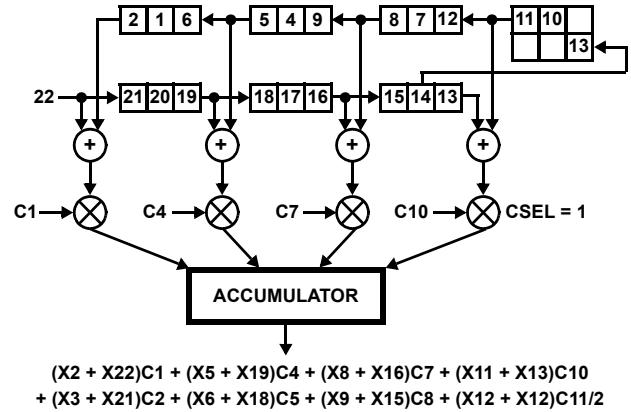 2 1 6 5 4 9 8 7 12 11 10
13
22 21 20 19 18 17 16 15 14 13
+ + + +
C1 C4 C7 C10 CSEL = 1
ACCUMULATOR
(X2 + X22)C1 + (X5 + X19)C4 + (X8 + X16)C7 + (X11 + X13)C10
+ (X3 + X21)C2 + (X6 + X18)C5 + (X9 + X15)C8 + (X12 + X12)C11/2